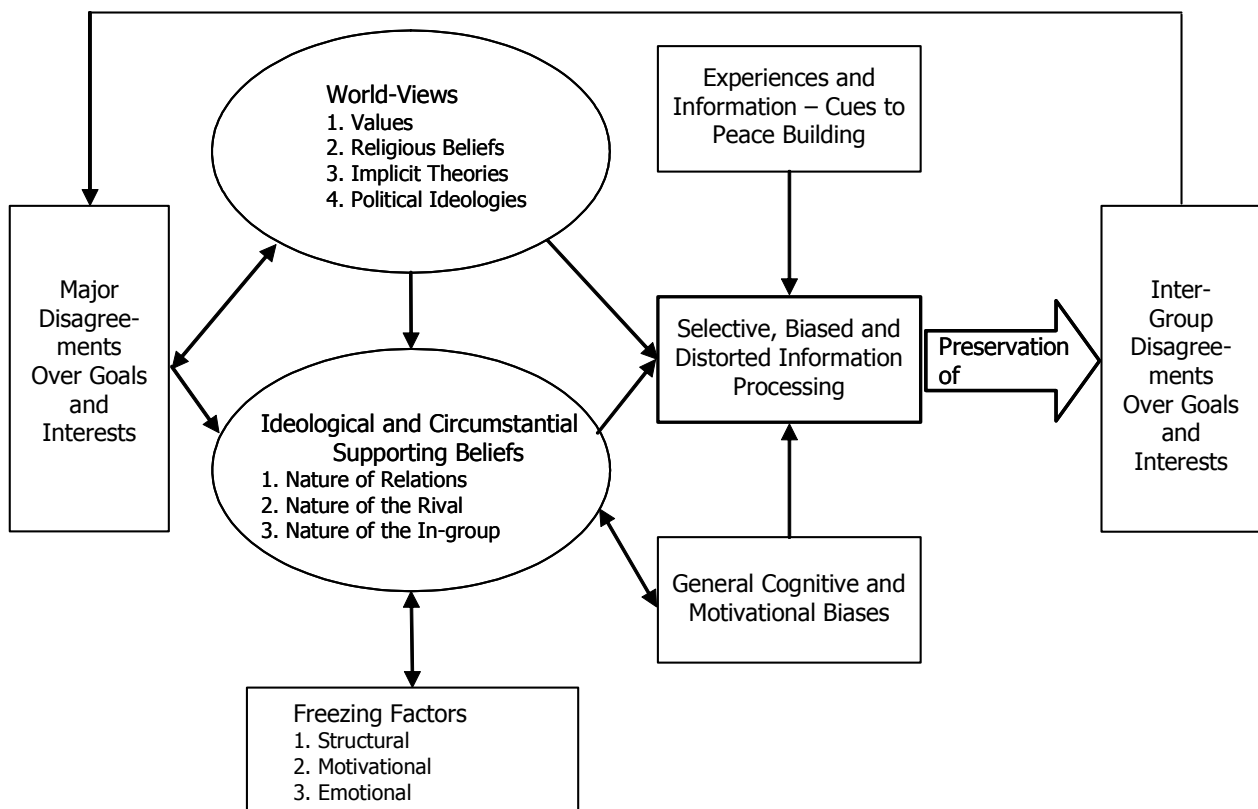 World-Views
1. Values
2. Religious Beliefs
3. Implicit Theories
4. Political Ideologies
Experiences and
Information – Cues to
Peace Building
Major
Disagree-
ments
Over Goals
and
Interests
Selective, Biased and
Distorted Information
Processing
Preservation
of
Inter-
Group
Disagree-
ments
Over Goals
and
Interests
Ideological and Circumstantial
Supporting Beliefs
1. Nature of Relations
2. Nature of the Rival
3. Nature of the In-group
General Cognitive and
Motivational Biases
Freezing Factors
1. Structural
2. Motivational
3. Emotional